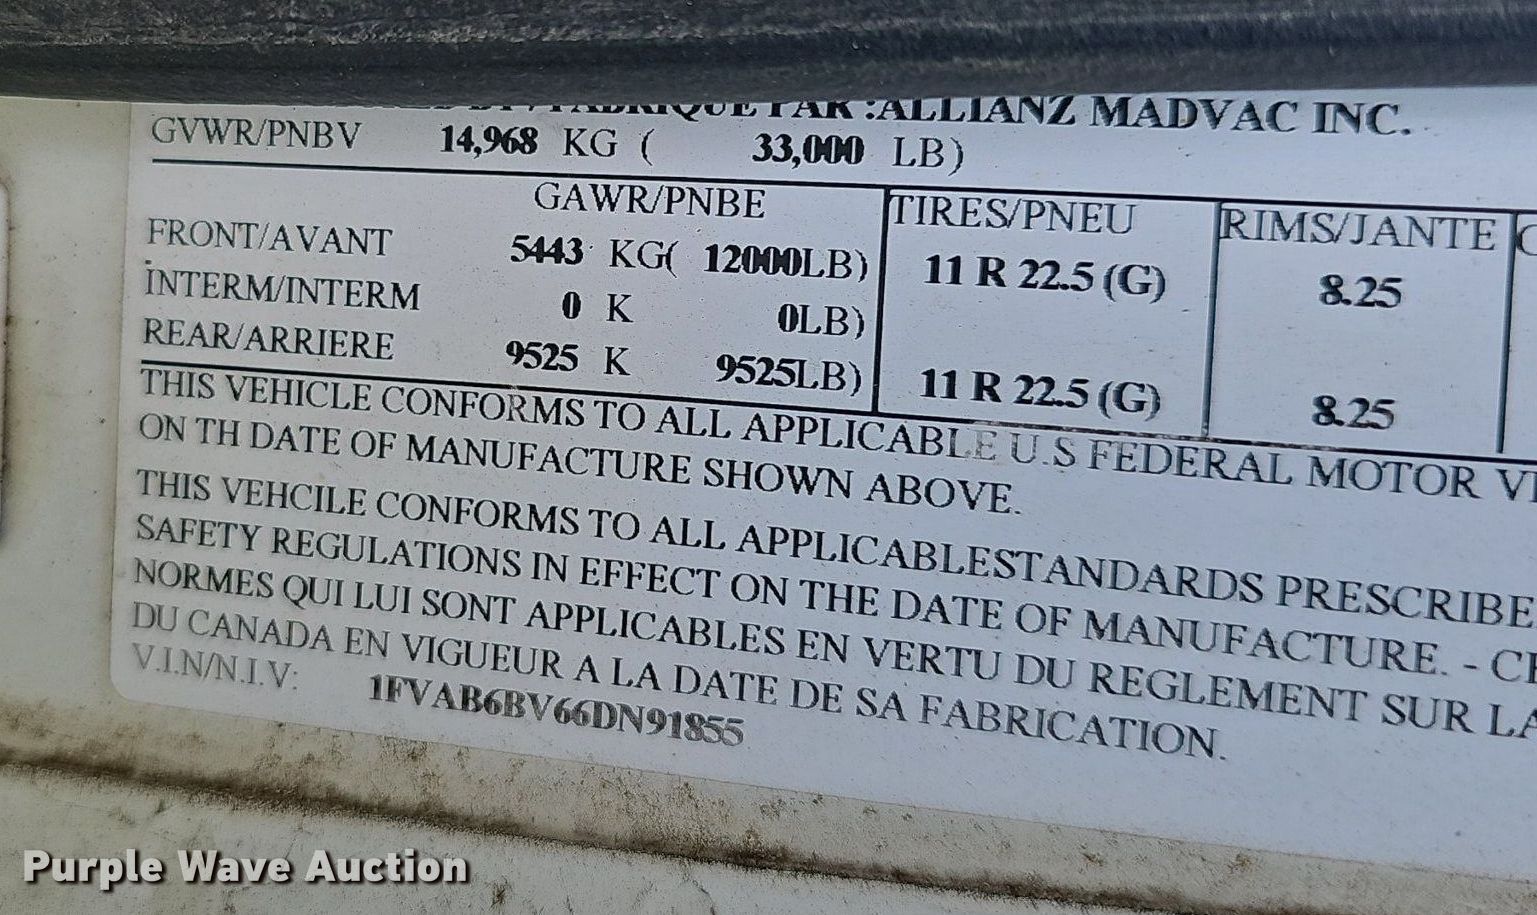 FABRIQUE PAR :ALLIANZ MADVAC INC.
GVWR/PNBV 14,968 KG ( 33,000 LB)
GAWR/PNBE TIRES/PNEU RIMS/JANTE
FRONT/AVANT 5443 KG( 12000LB) 11 R 22.5 (G) 8.25
INTERM/INTERM 0 K 0LB)
REAR/ARRIERE 9525 K 9525LB) 11 R 22.5 (G) 8.25
THIS VEHICLE CONFORMS TO ALL APPLICABLE U.S FEDERAL MOTOR
ON TH DATE OF MANUFACTURE SHOWN ABOVE.
THIS VEHCILE CONFORMS TO ALL APPLICABLESTANDARDS PRESCRIBE
SAFETY REGULATIONS IN EFFECT ON THE DATE OF MANUFACTURE. -
NORMES QUI LUI SONT APPLICABLES EN VERTU DU REGLEMENT SUR LA
DU CANADA EN VIGUEUR A LA DATE DE SA FABRICATION.
V.I.N/N.I.V: 1FVAB6BV66DN91855
Purple Wave Auction